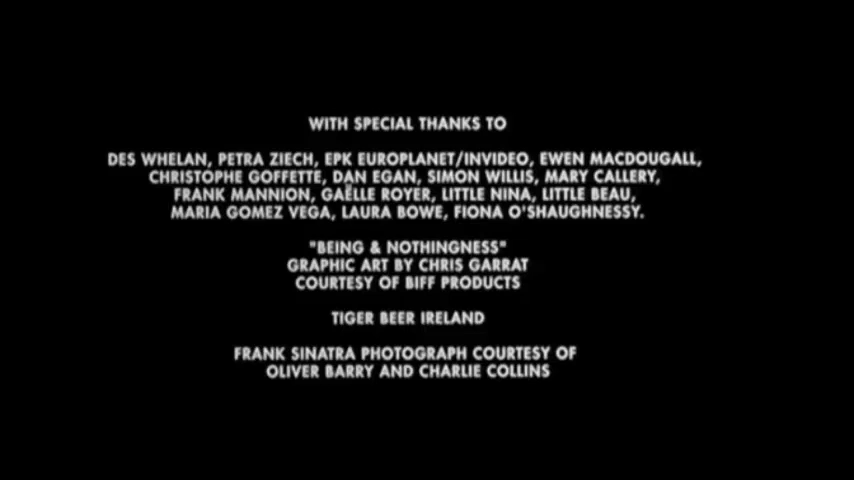 WITH SPECIAL THANKS TO
DES WHELAN, PETRA ZIECH, EPK EUROPLANET/INVIDEO, EWEN MACDOUGALL,
CHRISTOPHE GOFFETTE, DAN EGAN, SIMON WILLIS, MARY CALLERY,
FRANK MANNION, GAËLLE ROYER, LITTLE NINA, LITTLE BEAU,
MARIA GOMEZ VEGA, LAURA BOWE, FIONA O'SHAUGHNESSY.
"BEING & NOTHINGNESS"
GRAPHIC ART BY CHRIS GARRAT
COURTESY OF BIFF PRODUCTS
TIGER BEER IRELAND
FRANK SINATRA PHOTOGRAPH COURTESY OF
OLIVER BARRY AND CHARLIE COLLINS